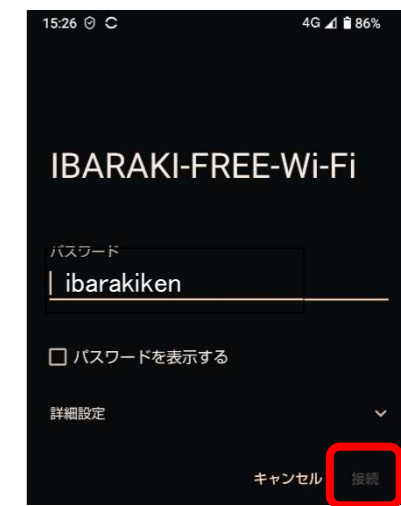 15:26 4G 86%
IBARAKI-FREE-Wi-Fi
パスワード
ibarakiken
パスワードを表示する
詳細設定
キャンセル 接続